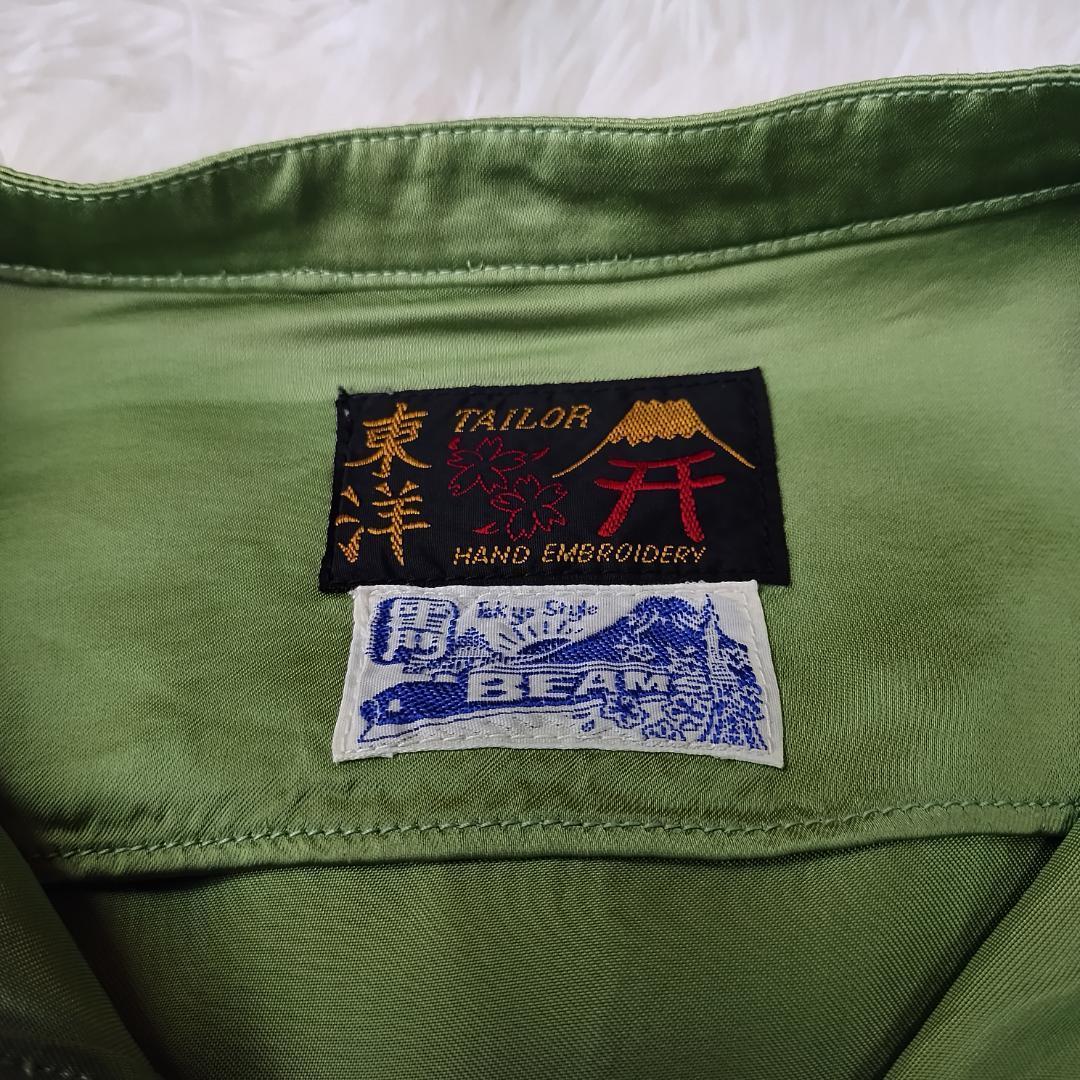 東洋
TAILOR
HAND EMBROIDERY
Tokyo Style
BEAMS